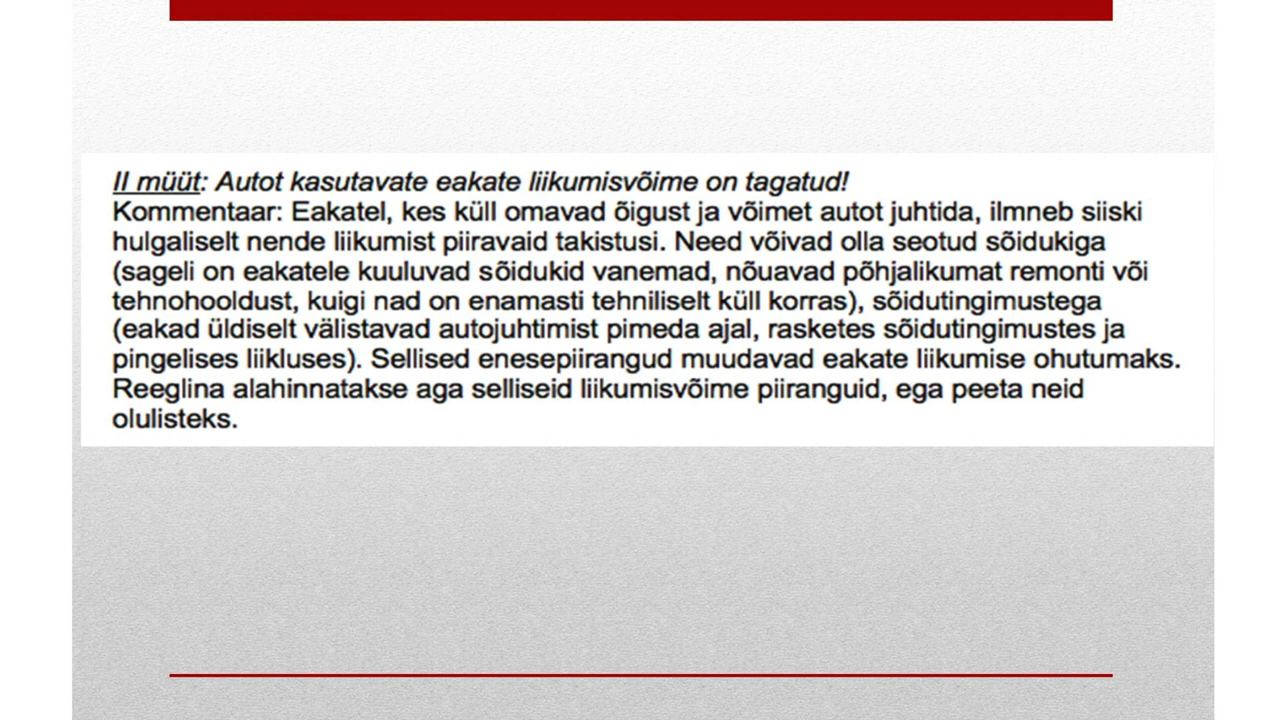 II müüt: Autot kasutavate eakate liikumisvõime on tagatud!
Kommentaar: Eakatel, kes küll omavad õigust ja võimet autot juhtida, ilmneb siiski
hulgaliselt nende liikumist piiravaid takistusi. Need võivad olla seotud sõidukiga
(sageli on eakatele kuuluvad sõidukid vanemad, nõuavad põhjalikumat remonti või
tehnohooldust, kuigi nad on enamasti tehniliselt küll korras), sõidutingimustega
(eakad üldiselt välistavad autojuhtimist pimeda ajal, rasketes sõidutingimustes ja
pingelises liikluses). Sellised enesepiirangud muudavad eakate liikumise ohutumaks.
Reeglina alahinnatakse aga selliseid liikumisvõime piiranguid, ega peeta neid
olulisteks.